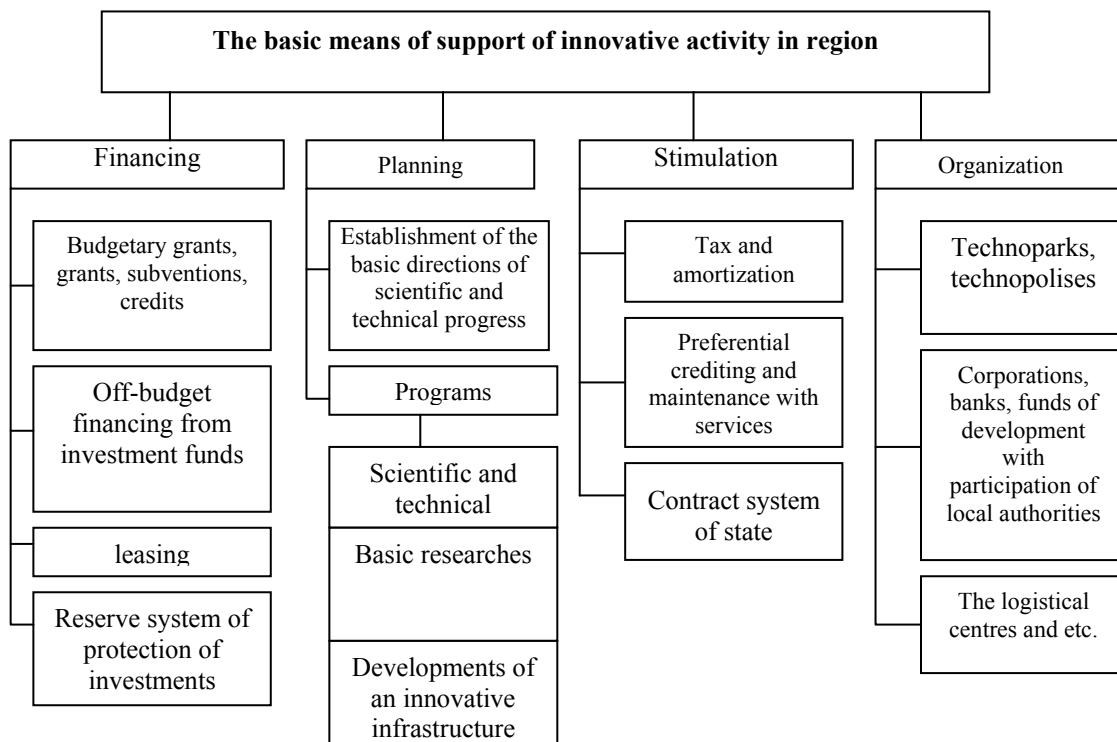 The basic means of support of innovative activity in region
Financing
Budgetary grants,
grants, subventions,
credits
Off-budget
financing from
investment funds
leasing
Reserve system of
protection of
investments
Planning
Establishment of the
basic directions of
scientific and
technical progress
Programs
Scientific and
technical
Basic researches
Developments of
an innovative
infrastructure
Stimulation
Tax and
amortization
Preferential
crediting and
maintenance with
services
Contract system
of state
Organization
Technoparks,
technopolises
Corporations,
banks, funds of
development
with
participation of
local authorities
The logistical
centres and etc.